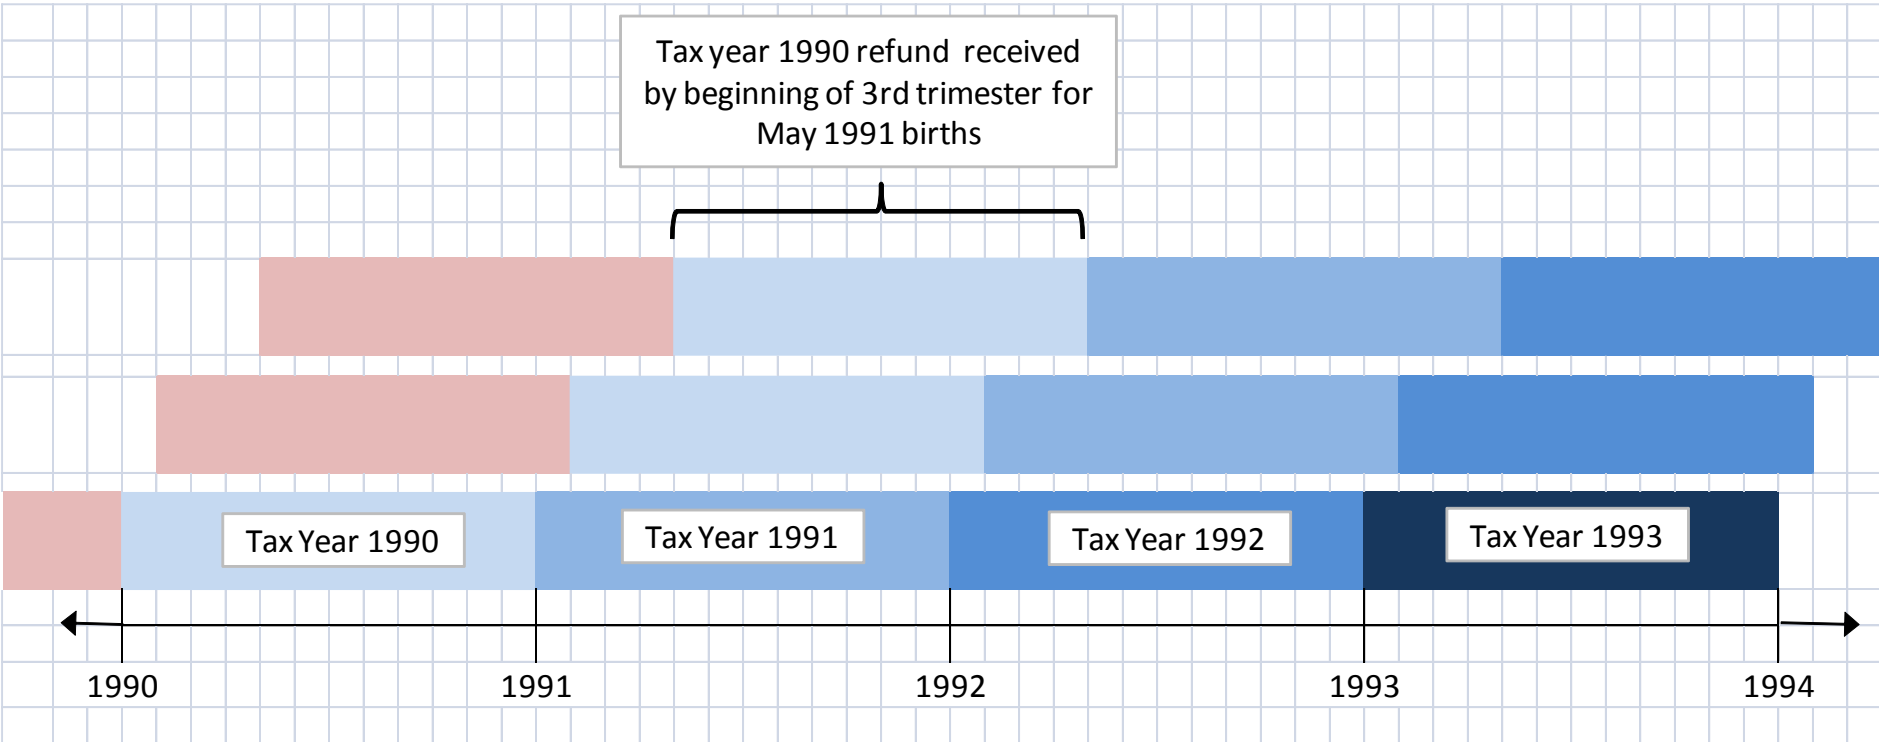 Tax year 1990 refund received
by beginning of 3rd trimester for
May 1991 births
Tax Year 1990
Tax Year 1991
Tax Year 1992
Tax Year 1993
1990
1991
1992
1993
1994